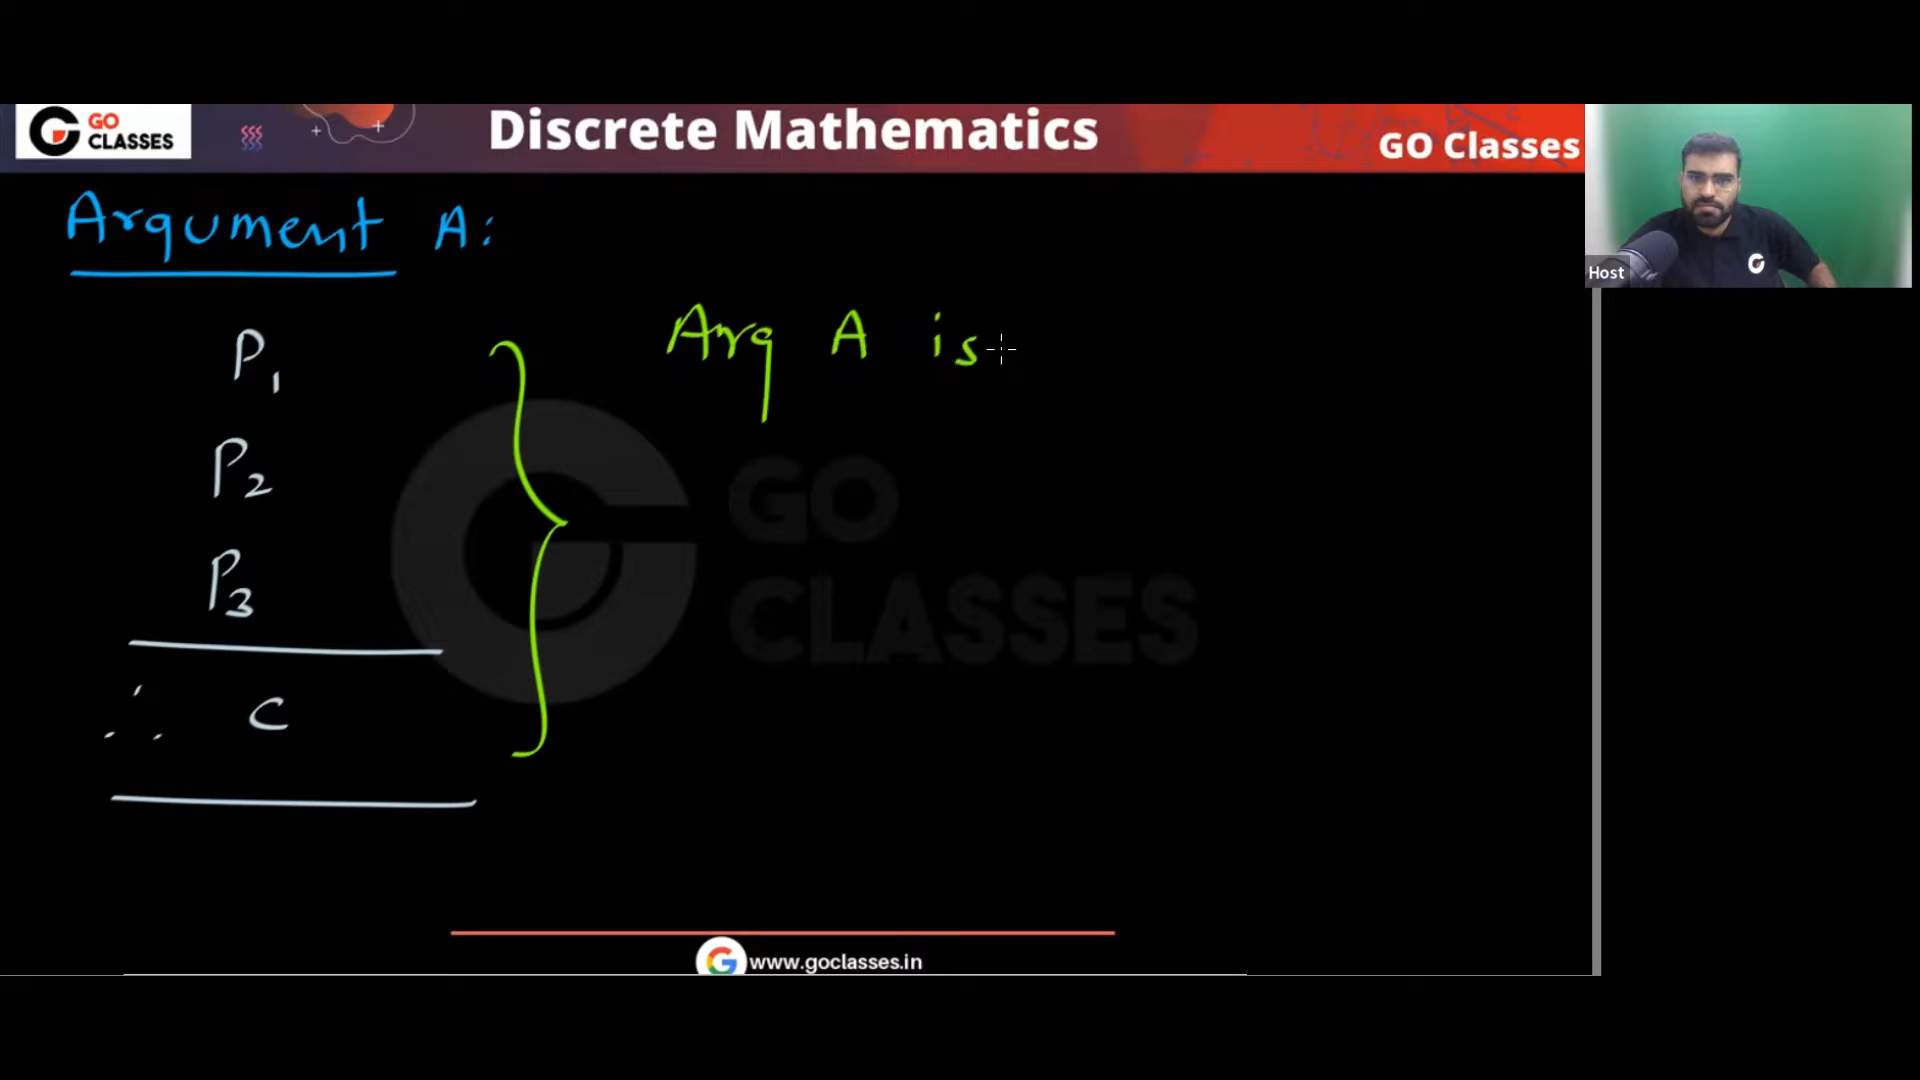 GO
CLASSES
Discrete Mathematics
GO Classes
Host
Argument A:
P1
P2
P3
∴ C
Arg A is
GO
CLASSES
www.goclasses.in